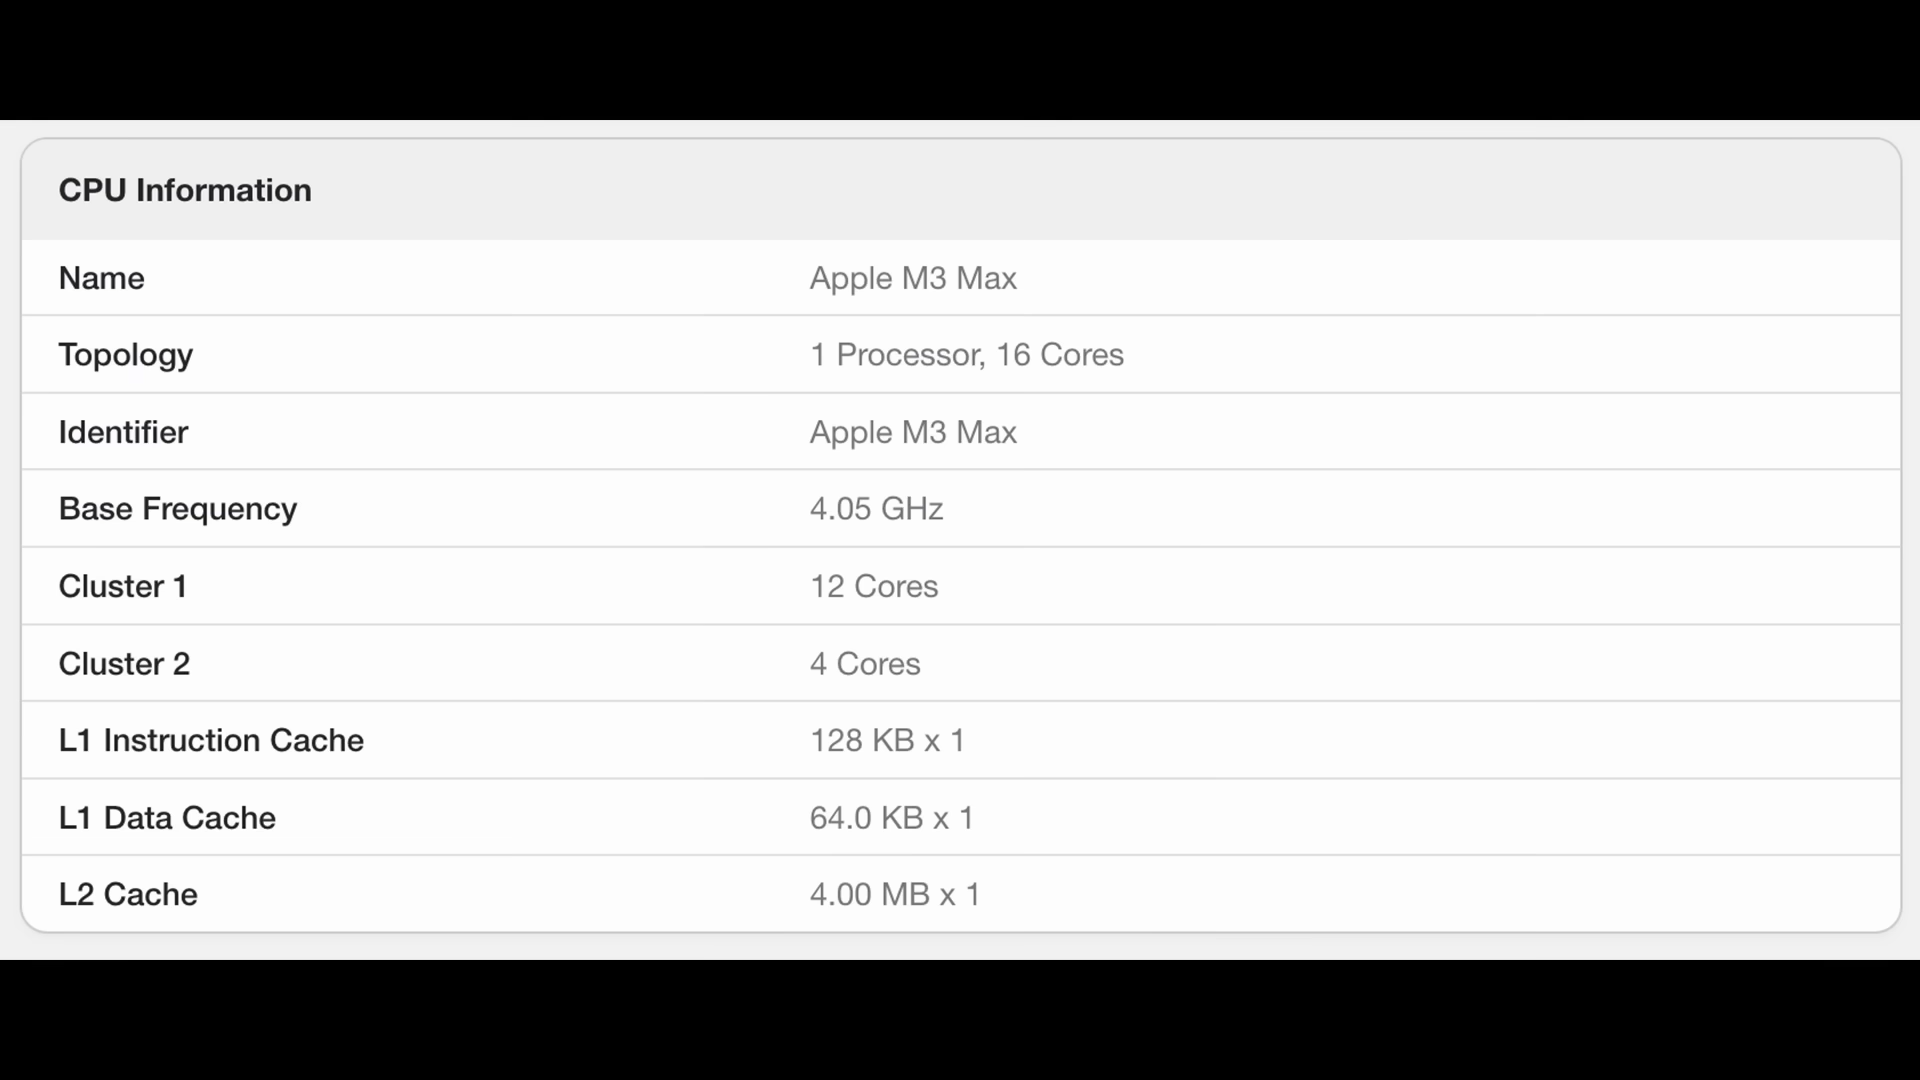 CPU Information
Name Apple M3 Max
Topology 1 Processor, 16 Cores
Identifier Apple M3 Max
Base Frequency 4.05 GHz
Cluster 1 12 Cores
Cluster 2 4 Cores
L1 Instruction Cache 128 KB x 1
L1 Data Cache 64.0 KB x 1
L2 Cache 4.00 MB x 1